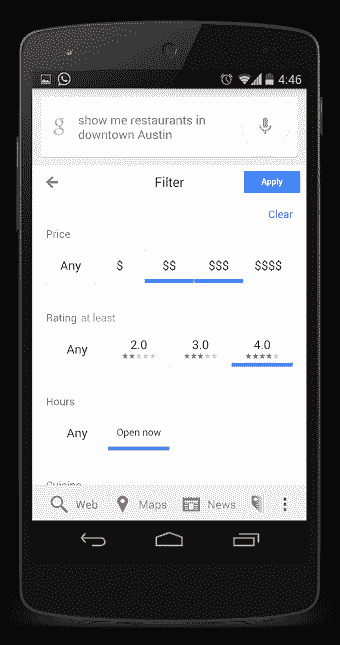 4:46
g
show me restaurants in
downtown Austin
Filter
Apply
Clear
Price
Any $ $$ $$$ $$$$
Rating at least
Any 2.0 3.0 4.0
Hours
Any Open now
Cuisine
Web Maps News